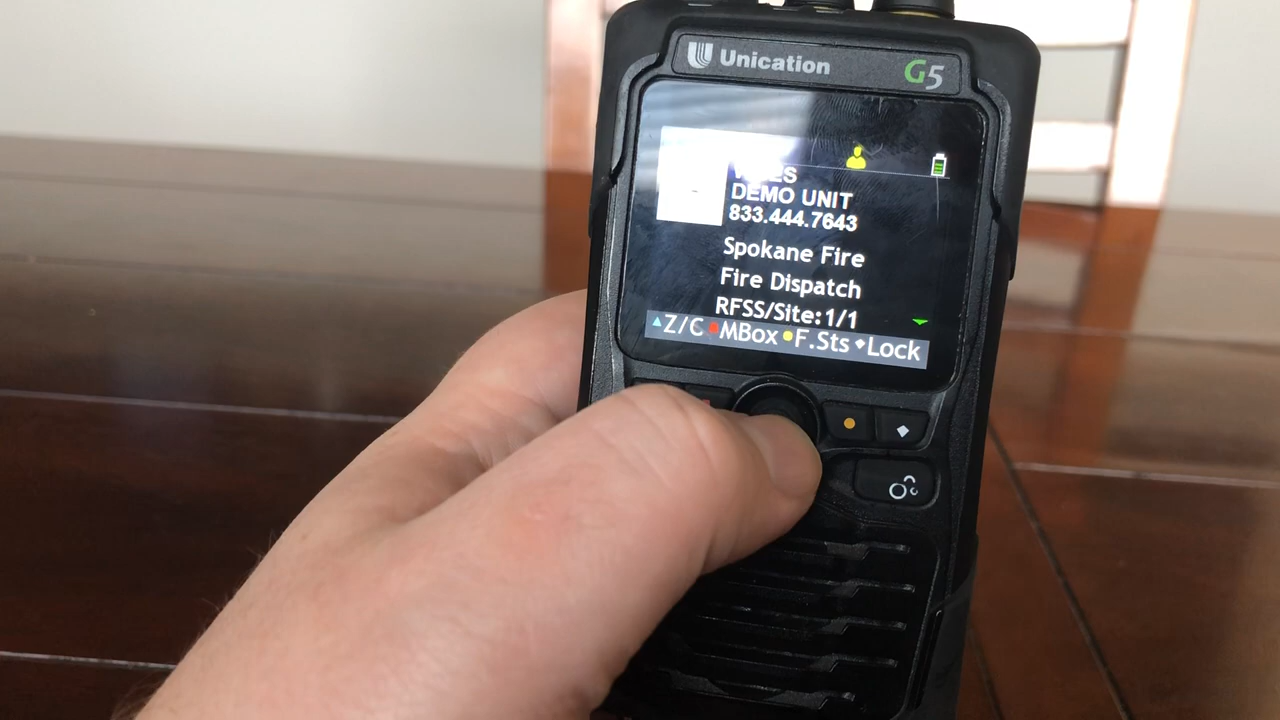 Unication
G5
DEMO UNIT
833.444.7643
Spokane Fire
Fire Dispatch
RFSS/Site:1/1
Z/C MBox F.Sts Lock